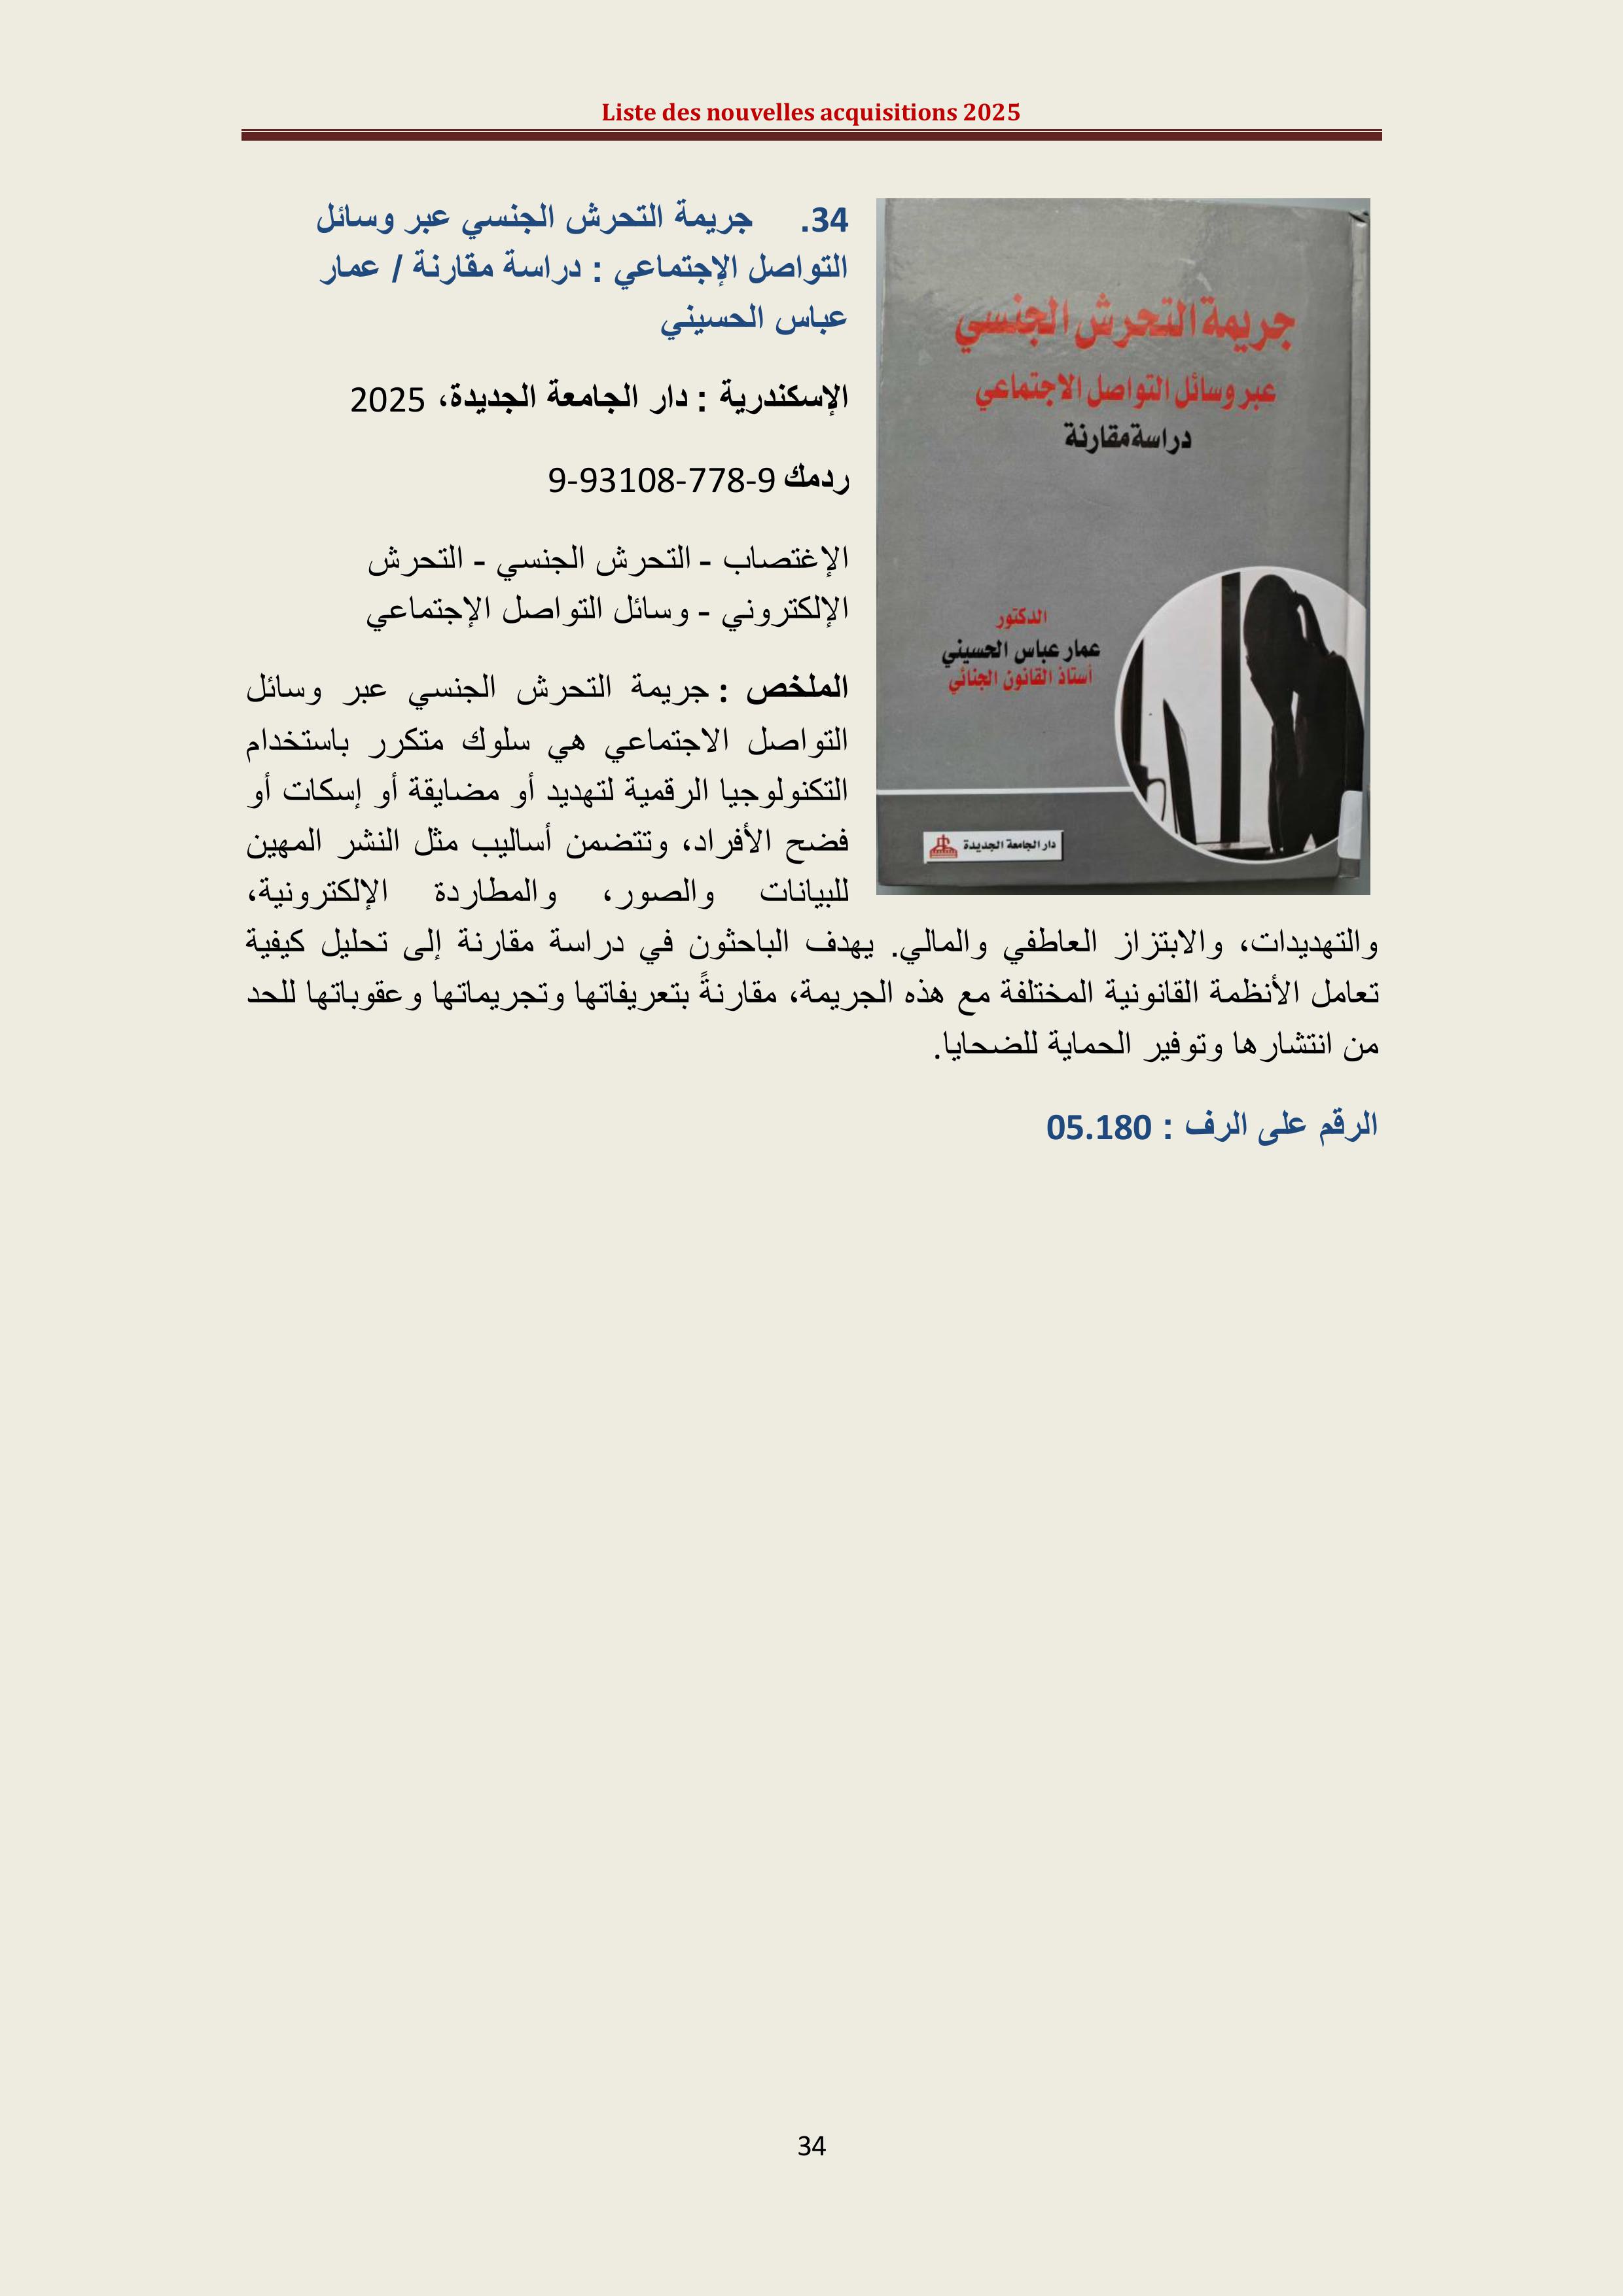 Liste des nouvelles acquisitions 2025
34. جريمة التحرش الجنسي عبر وسائل
التواصل الإجتماعي : دراسة مقارنة / عمار
عباس الحسيني
الإسكندرية : دار الجامعة الجديدة، 2025
ردمك 9-778-93108-9
الإغتصاب - التحرش الجنسي - التحرش
الإلكتروني - وسائل التواصل الإجتماعي
الملخص : جريمة التحرش الجنسي عبر وسائل
التواصل الاجتماعي هي سلوك متكرر باستخدام
التكنولوجيا الرقمية لتهديد أو مضايقة أو إسكات أو
فضح الأفراد، وتتضمن أساليب مثل النشر المهين
للبيانات والصور، والمطاردة الإلكترونية،
والتهديدات، والابتزاز العاطفي والمالي. يهدف الباحثون في دراسة مقارنة إلى تحليل كيفية
تعامل الأنظمة القانونية المختلفة مع هذه الجريمة، مقارنةً بتعريفاتها وتجريماتها وعقوباتها للحد
من انتشارها وتوفير الحماية للضحايا.
الرقم على الرف : 05.180
جريمة التحرش الجنسي
عبر وسائل التواصل الاجتماعي
دراسة مقارنة
الدكتور
عمار عباس الحسيني
أستاذ القانون الجنائي
دار الجامعة الجديدة
34